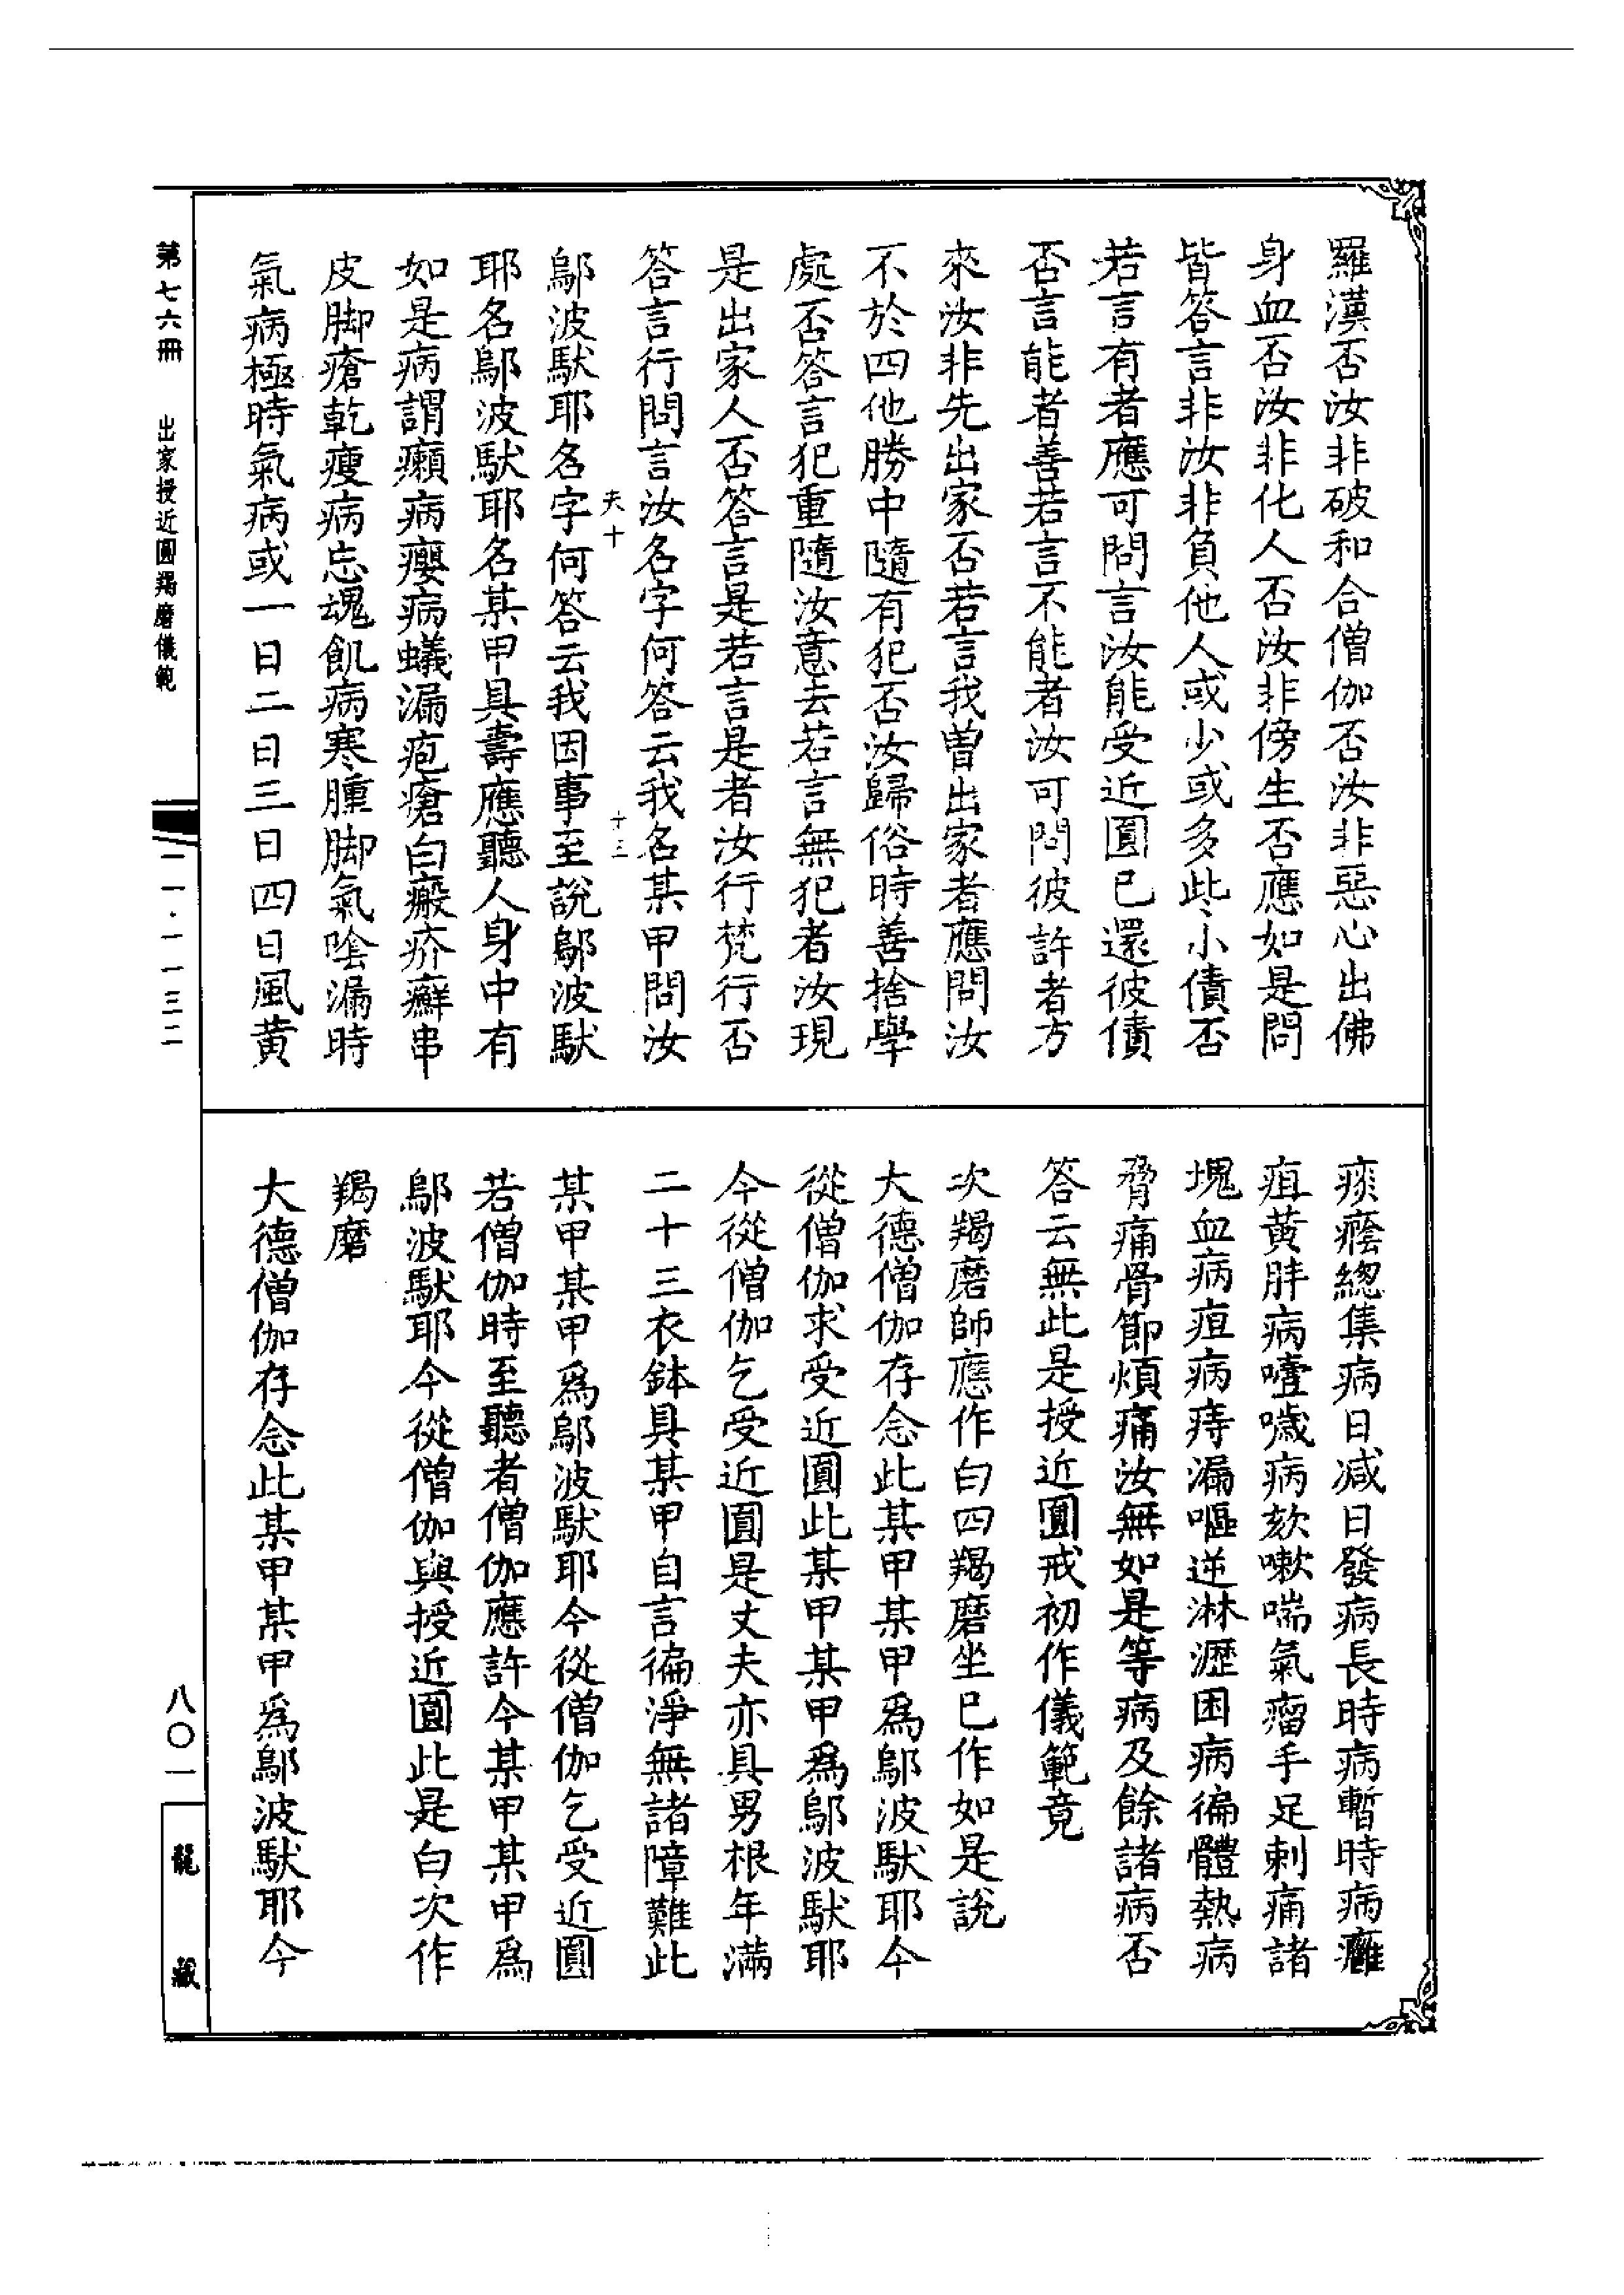 羅漢否汝非破和合僧伽否汝非惡心出佛
身血否汝非化人否汝非傍生否應如是問
皆答言非汝非負他人或少或多此小債否
若言有者應可問言汝能受近圓已還彼債
否言能者善若言不能者汝可問彼許者方
來汝非先出家否若言我曾出家者應問汝
不於四他勝中隨有犯否汝歸俗時善捨學
處否答言犯重隨汝意去若言無犯者汝現
是出家人否答言是若言是者汝行梵行否
答言行問言汝名字何答云我名某甲問汝
夾十
十三
鄔波馱耶名字何答云我因事至說鄔波馱
耶名鄔波馱耶名某甲具壽應聽人身中有
如是病謂癩病癭病蟻漏疱瘡白癜疥癬串
皮脚瘡乾瘦病忘魂飢病寒腫脚氣陰漏時
氣病極時氣病或一日二日三日四日風黃
痰癊總集病日減日發病長時病暫時病癰
疽黃胖病噎噦病欬嗽喘氣瘤手足刺痛諸
塊血病疽病痔漏嘔逆淋瀝困病徧體熱病
脅痛骨節煩痛汝無如是等病及餘諸病否
答云無此是授近圓戒初作儀範竟
次羯磨師應作白四羯磨坐已作如是說
大德僧伽存念此某甲某甲爲鄔波馱耶今
從僧伽求受近圓此某甲某甲爲鄔波馱耶
今從僧伽乞受近圓是丈夫亦具男根年滿
二十三衣鉢具某甲自言徧淨無諸障難此
某甲某甲爲鄔波馱耶今從僧伽乞受近圓
若僧伽時至聽者僧伽應許今某甲某甲爲
鄔波馱耶今從僧伽與授近圓此是白次作
羯磨
大德僧伽存念此某甲某甲爲鄔波馱耶今
第七六冊 出家授近圓羯磨儀範
一一·一一三二
八〇一
龍藏